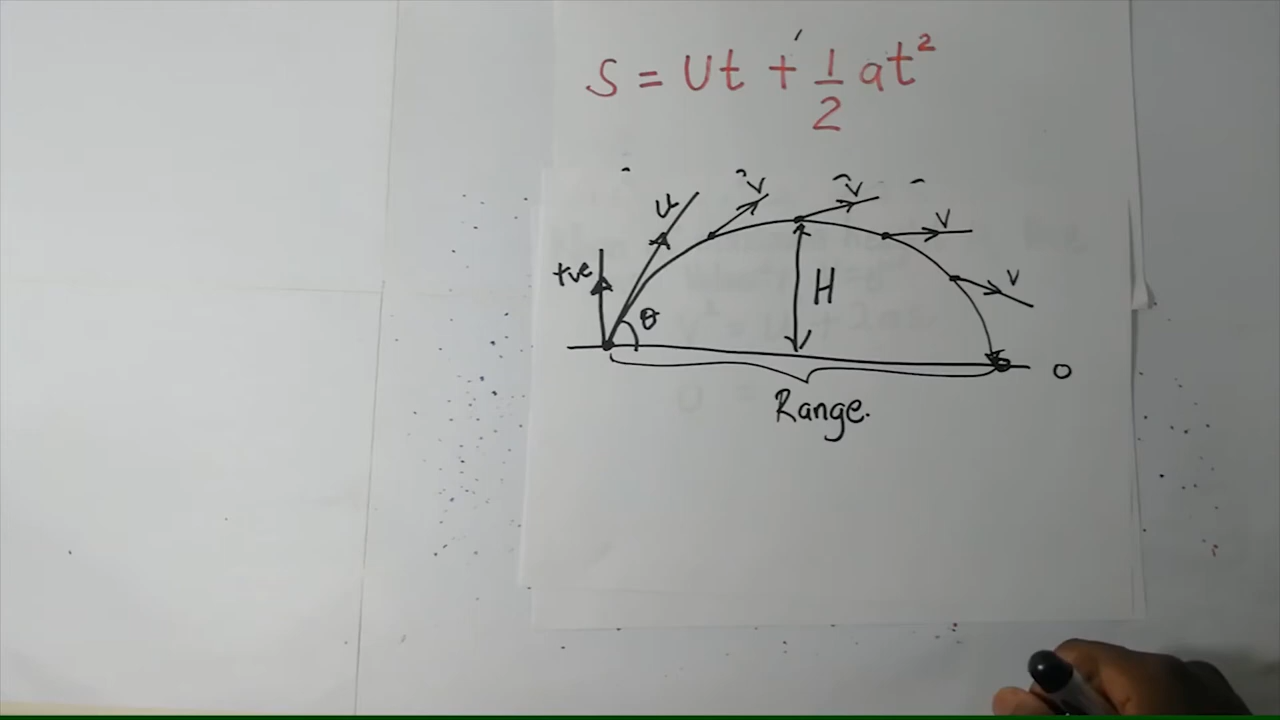 S = Ut + 1/2 at²
u
v
v
v
v
+ve
θ
H
O
Range.